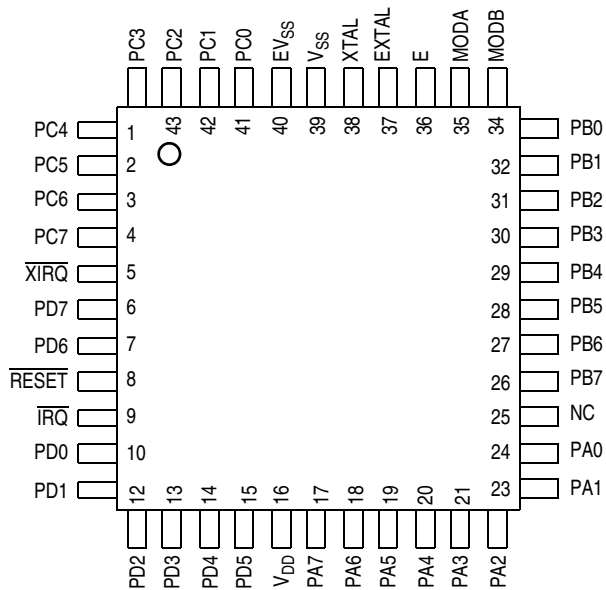 PC3 PC2 PC1 PC0 EVSS VSS XTAL EXTAL E MODA MODB
43 42 41 40 39 38 37 36 35 34
PC4 1 PB0
PC5 2 32 PB1
PC6 3 31 PB2
PC7 4 30 PB3
XIRQ 5 29 PB4
PD7 6 28 PB5
PD6 7 27 PB6
RESET 8 26 PB7
IRQ 9 25 NC
PD0 10 24 PA0
PD1 23 PA1
12 13 14 15 16 17 18 19 20 21
PD2 PD3 PD4 PD5 VDD PA7 PA6 PA5 PA4 PA3 PA2